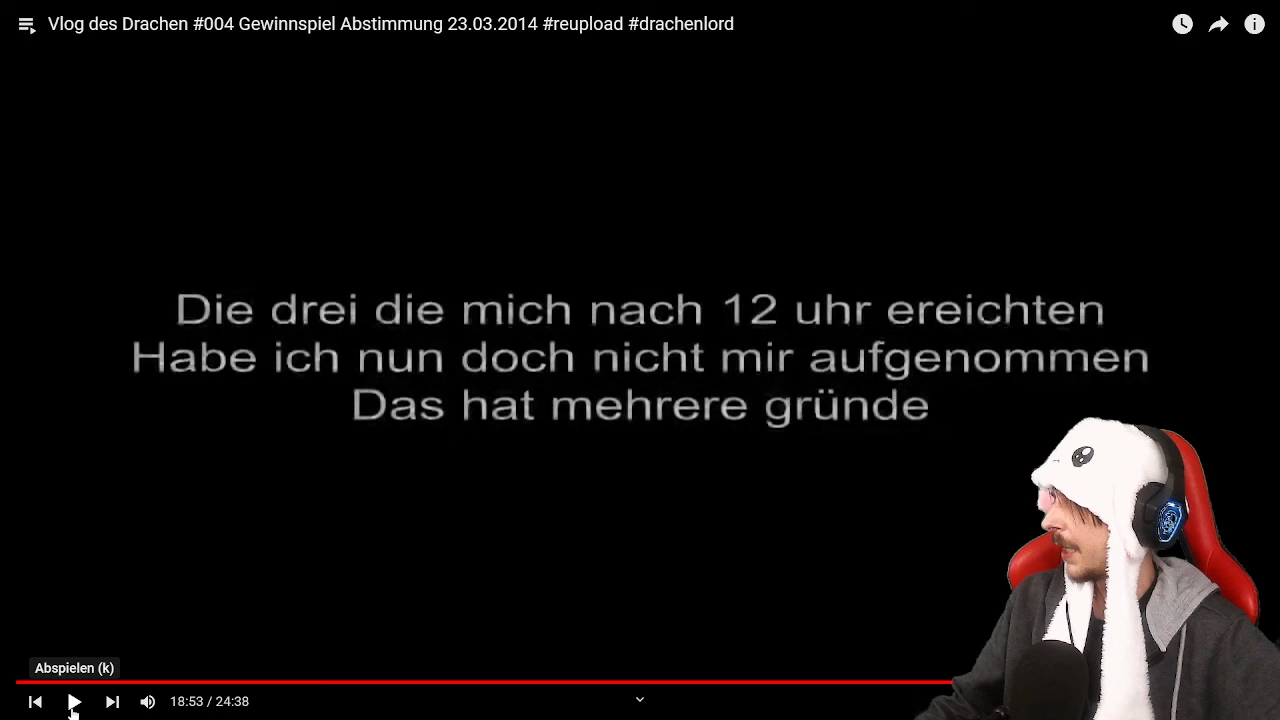 Vlog des Drachen #004 Gewinnspiel Abstimmung 23.03.2014 #reupload #drachenlord
Die drei die mich nach 12 uhr ereichten
Habe ich nun doch nicht mir aufgenommen
Das hat mehrere gründe
Abspielen (k)
18:53 / 24:38